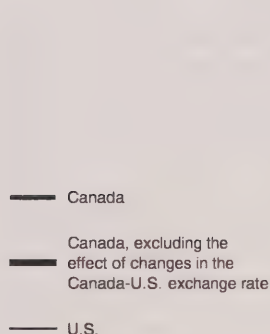 Canada
Canada, excluding the
effect of changes in the
Canada-U.S. exchange rate
U.S.